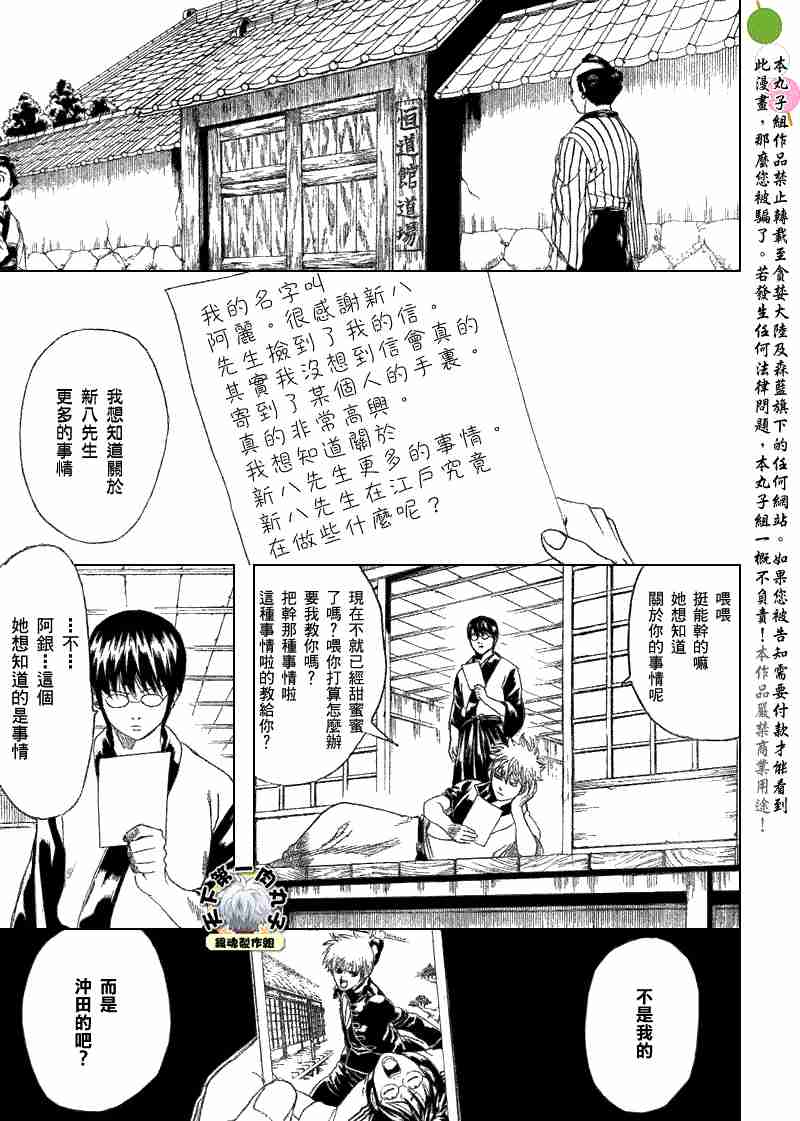 恒道館道場
我的名字叫
阿麗。很感謝新八
先生撿到了我的信。
其實我沒想到信會真的
寄到了某個人的手裏。
真的非常高興。
我想知道關於
新八先生更多的事情。
新八先生在江戶究竟
在做些什麼呢?
我想知道關於
新八先生
更多的事情
喂喂
挺能幹的嘛
她想知道
關於你的事情呢
現在不就已經甜蜜蜜
了嗎?喂你打算怎麼辦
要我教你嗎?
把幹那種事情啦
這種事情啦的教給你?
…不…
阿銀…這個
她想知道的是事情
不是我的
而是
沖田的吧?
天下第一團丸子
銀魂製作組
本丸子組作品禁止轉載至貪婪大陸及森藍旗下的任何網站。如果您被告知需要付款才能看到
此漫畫,那麼您被騙了。若發生任何法律問題,本丸子組一概不負責!本作品嚴禁商業用途!